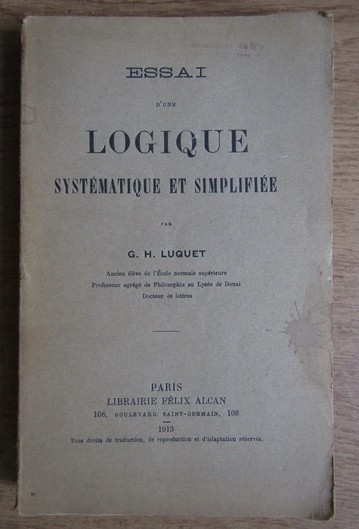 ESSAI
D'UNE
LOGIQUE
SYSTÉMATIQUE ET SIMPLIFIÉE
PAR
G. H. LUQUET
Ancien élève de l'École normale supérieure
Professeur agrégé de Philosophie au Lycée de Douai
Docteur ès lettres
PARIS
LIBRAIRIE FÉLIX ALCAN
108, BOULEVARD SAINT-GERMAIN, 108
1913
Tous droits de traduction, de reproduction et d'adaptation réservés.